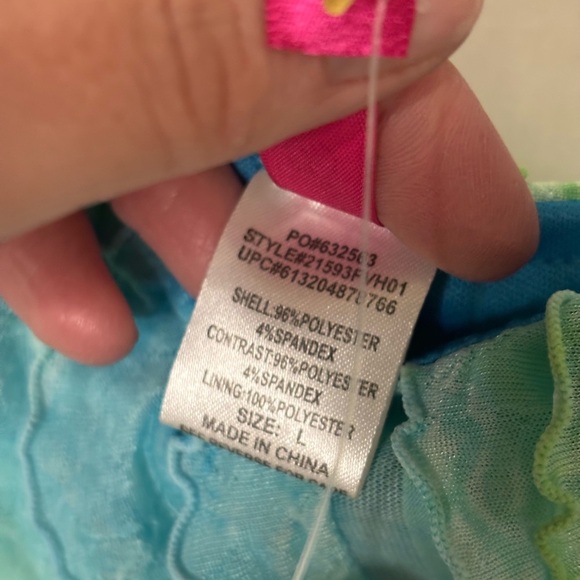 PO#632563
STYLE#21593FVH01
SHELL:96%POLYESTER
4%SPANDEX
CONTRAST:96%POLYESTER
4%SPANDEX
LINING:100%POLYESTER
SIZE: L
MADE IN CHINA